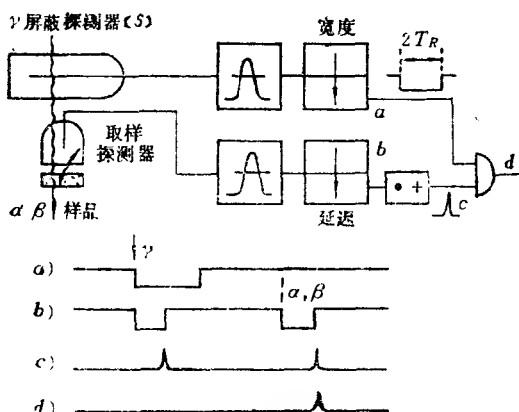 γ屏蔽探测器(S)
宽度
2T_R
a
取样
探测器
b
d
• +
c
α β 样品
延迟
γ
a)
α,β
b)
c)
d)